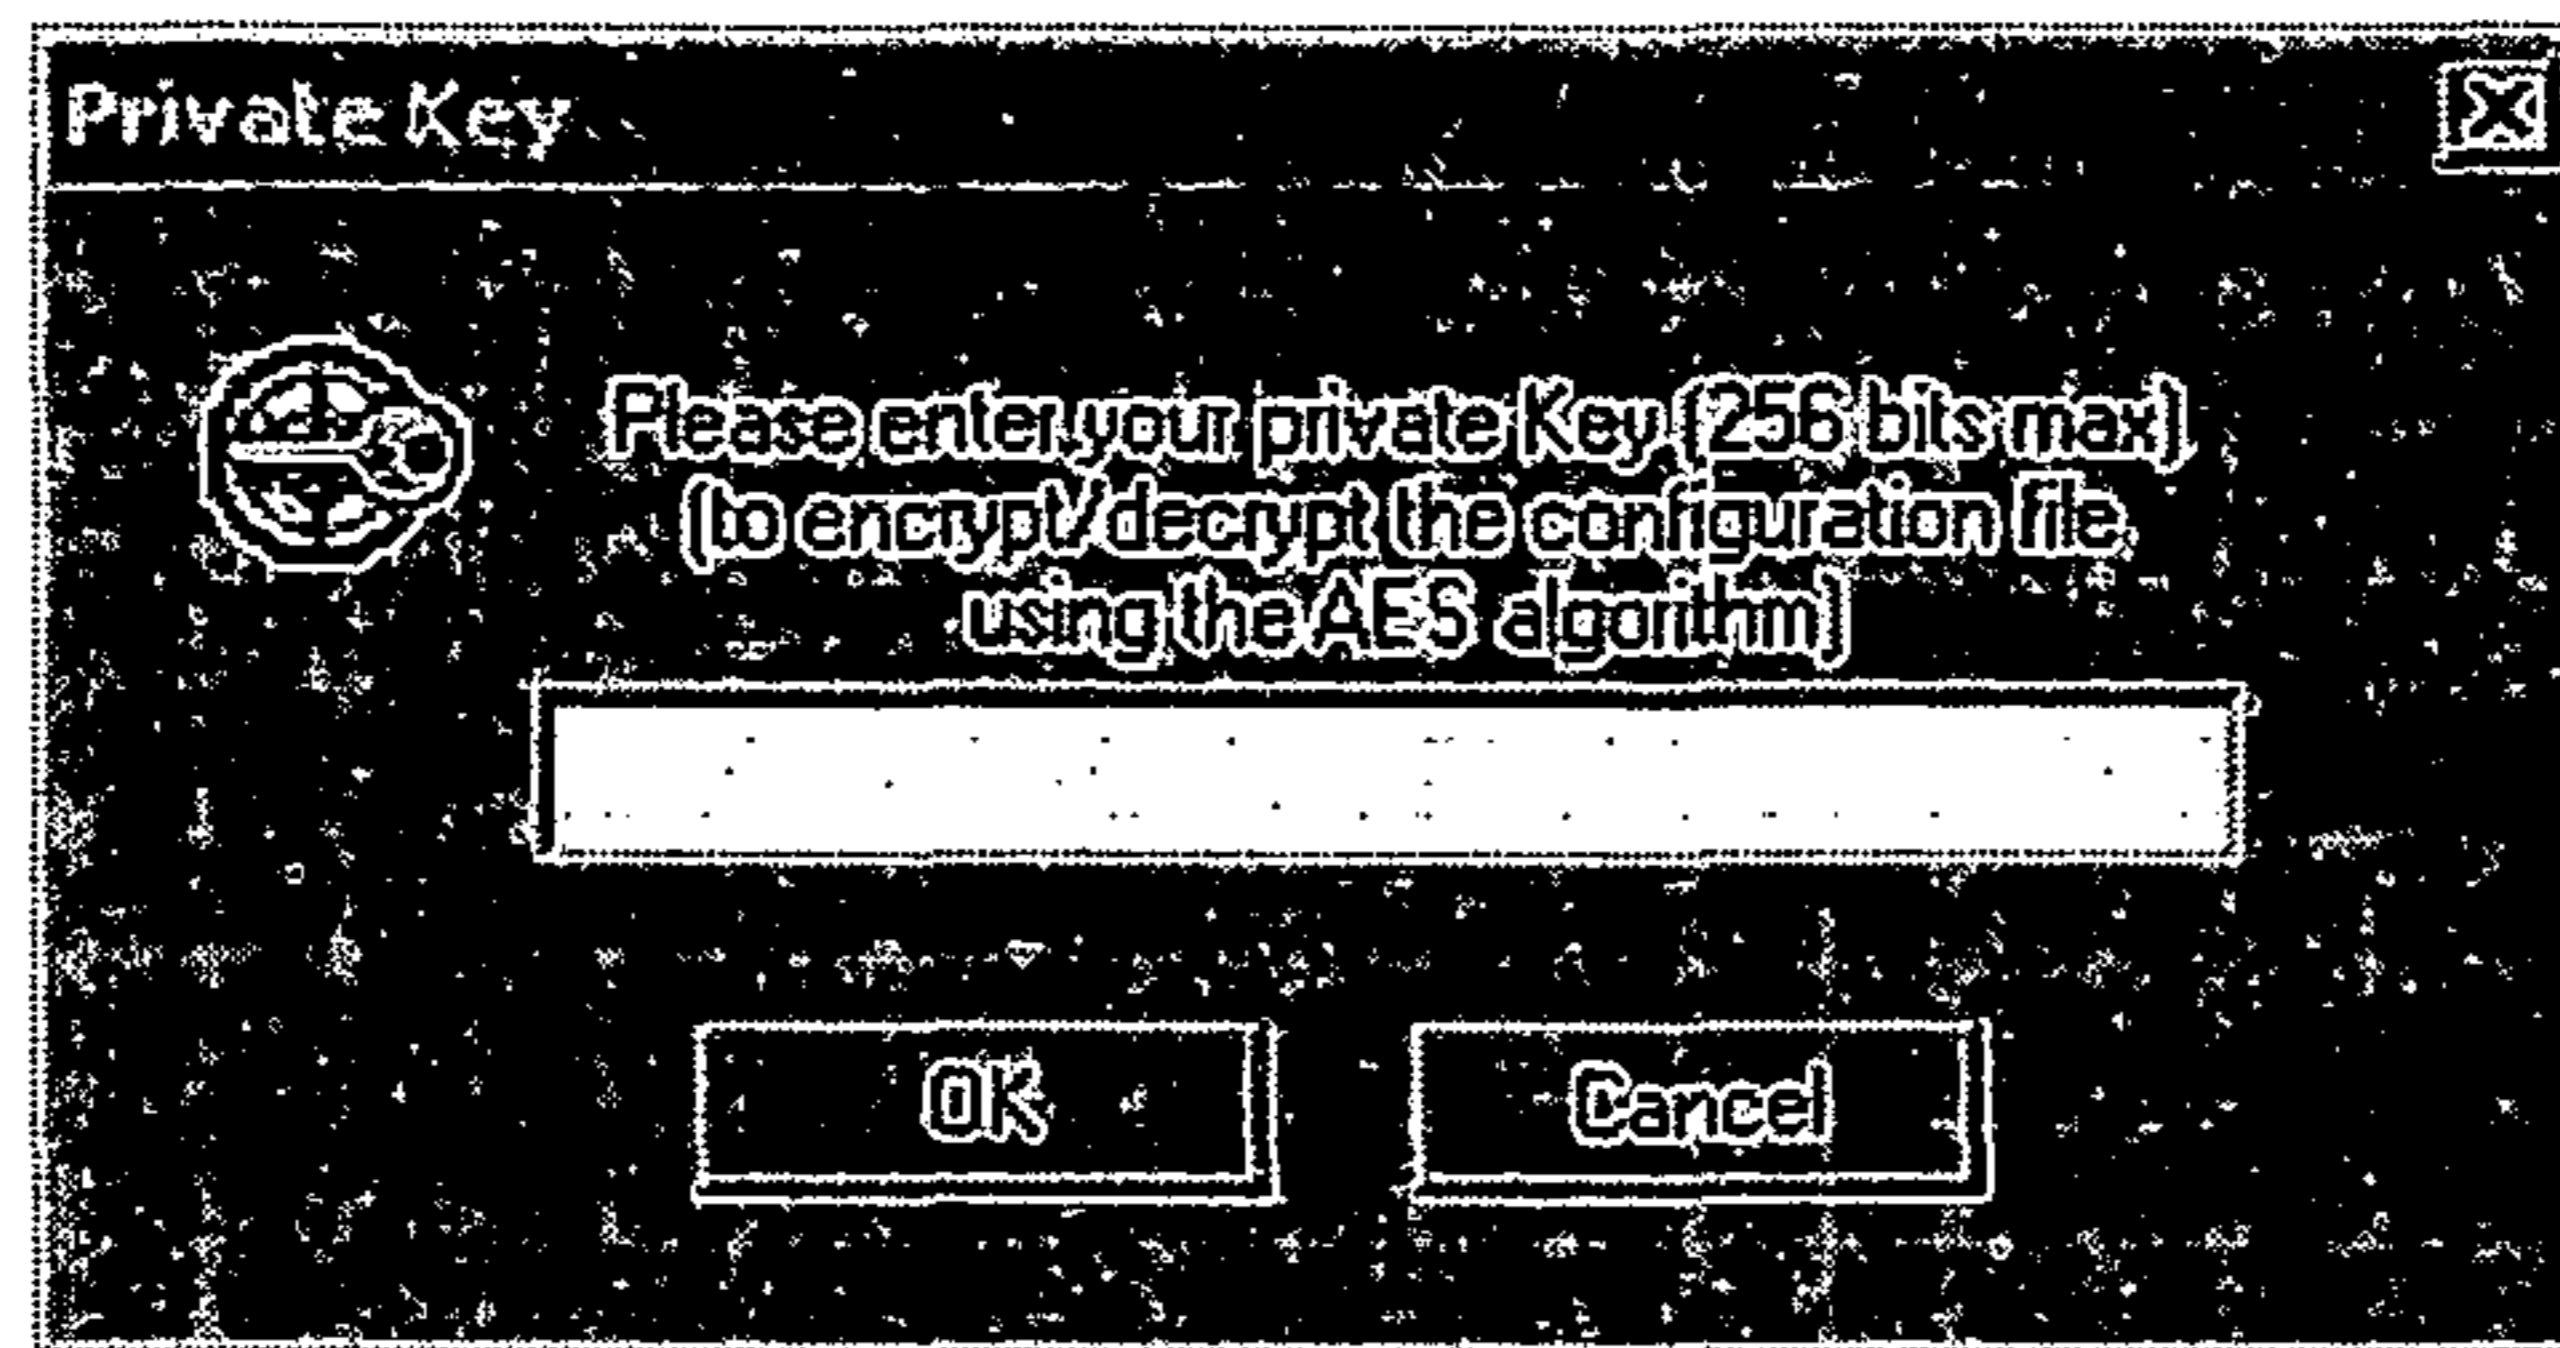 Private Key
Please enter your private Key (256 bits max)
(to encrypt/decrypt the configuration file,
using the AES algorithm)
OK
Cancel